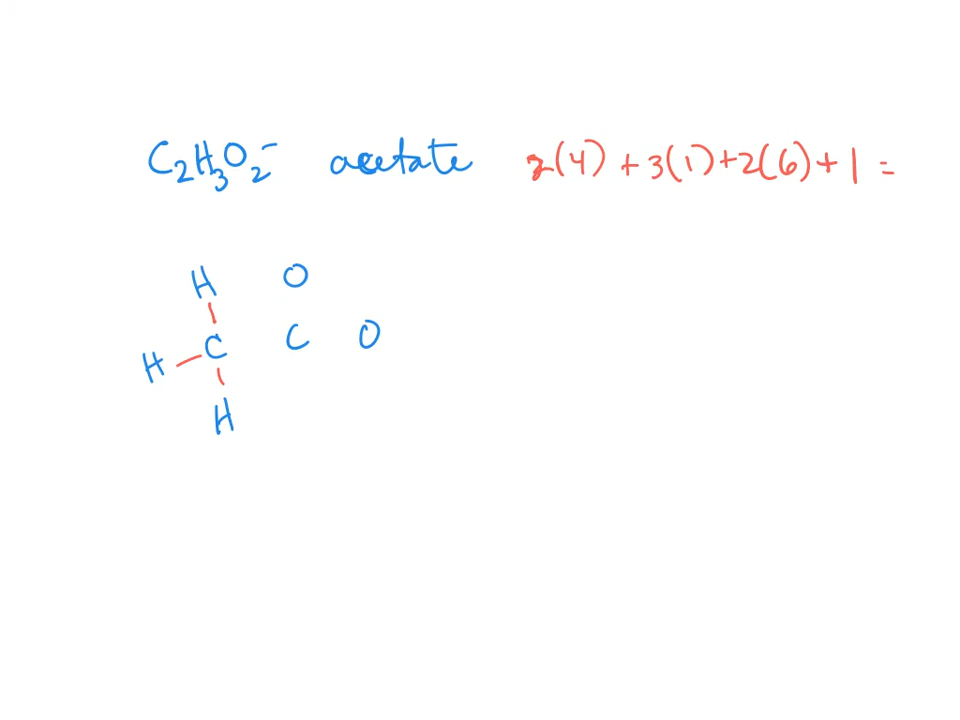 C₂H₃O₂⁻ acetate 2(4) + 3(1) + 2(6) + 1 =
H O
H – C C O
H